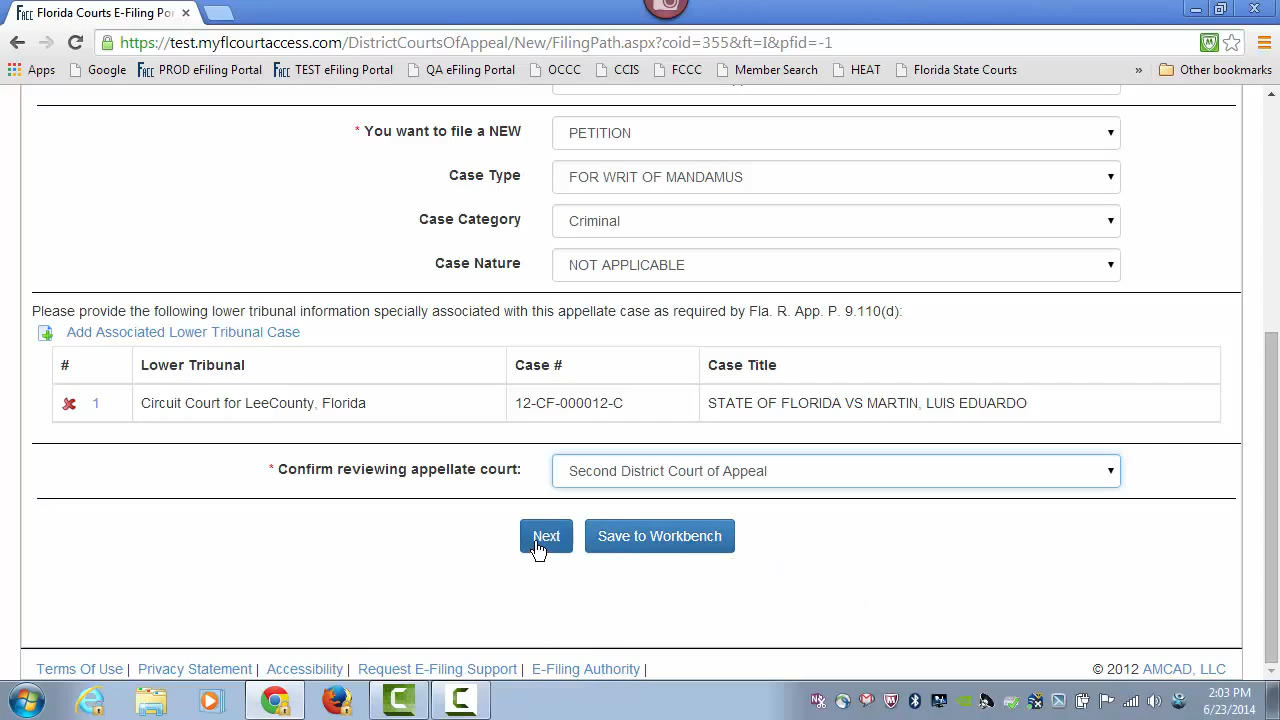 FACC Florida Courts E-Filing Po
https://test.myflcourtaccess.com/DistrictCourtsOfAppeal/New/FilingPath.aspx?coid=355&ft=I&pfid=-1
Apps Google FACC PROD eFiling Portal FACC TEST eFiling Portal QA eFiling Portal OCCC CCIS FCCC Member Search HEAT Florida State Courts » Other bookmarks
* You want to file a NEW PETITION
Case Type FOR WRIT OF MANDAMUS
Case Category Criminal
Case Nature NOT APPLICABLE
Please provide the following lower tribunal information specially associated with this appellate case as required by Fla. R. App. P. 9.110(d):
Add Associated Lower Tribunal Case
# Lower Tribunal Case # Case Title
1 Circuit Court for LeeCounty, Florida 12-CF-000012-C STATE OF FLORIDA VS MARTIN, LUIS EDUARDO
* Confirm reviewing appellate court: Second District Court of Appeal
Next Save to Workbench
Terms Of Use | Privacy Statement | Accessibility | Request E-Filing Support | E-Filing Authority | © 2012 AMCAD, LLC
2:03 PM
6/23/2014